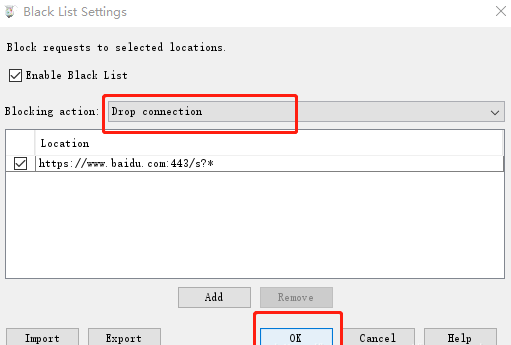 Black List Settings
Block requests to selected locations.
Enable Black List
Blocking action: Drop connection
Location
https://www.baidu.com:443/s?*
Add Remove
Import Export OK Cancel Help